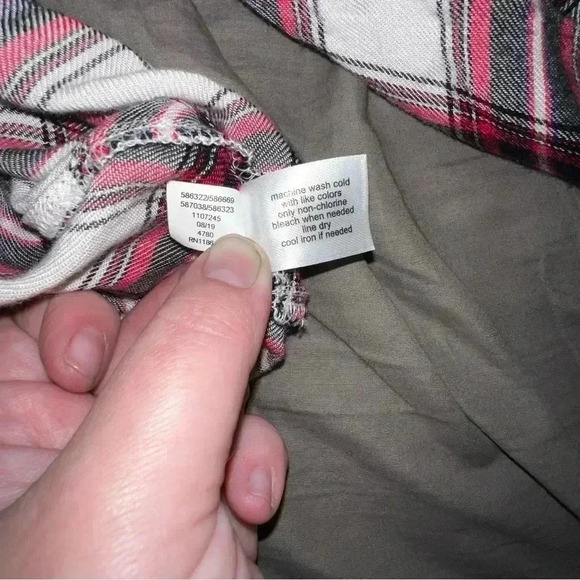 586322/586669
587038/586323
1107245
08/19
4780
machine wash cold
with like colors
only non-chlorine
bleach when needed
line dry
cool iron if needed